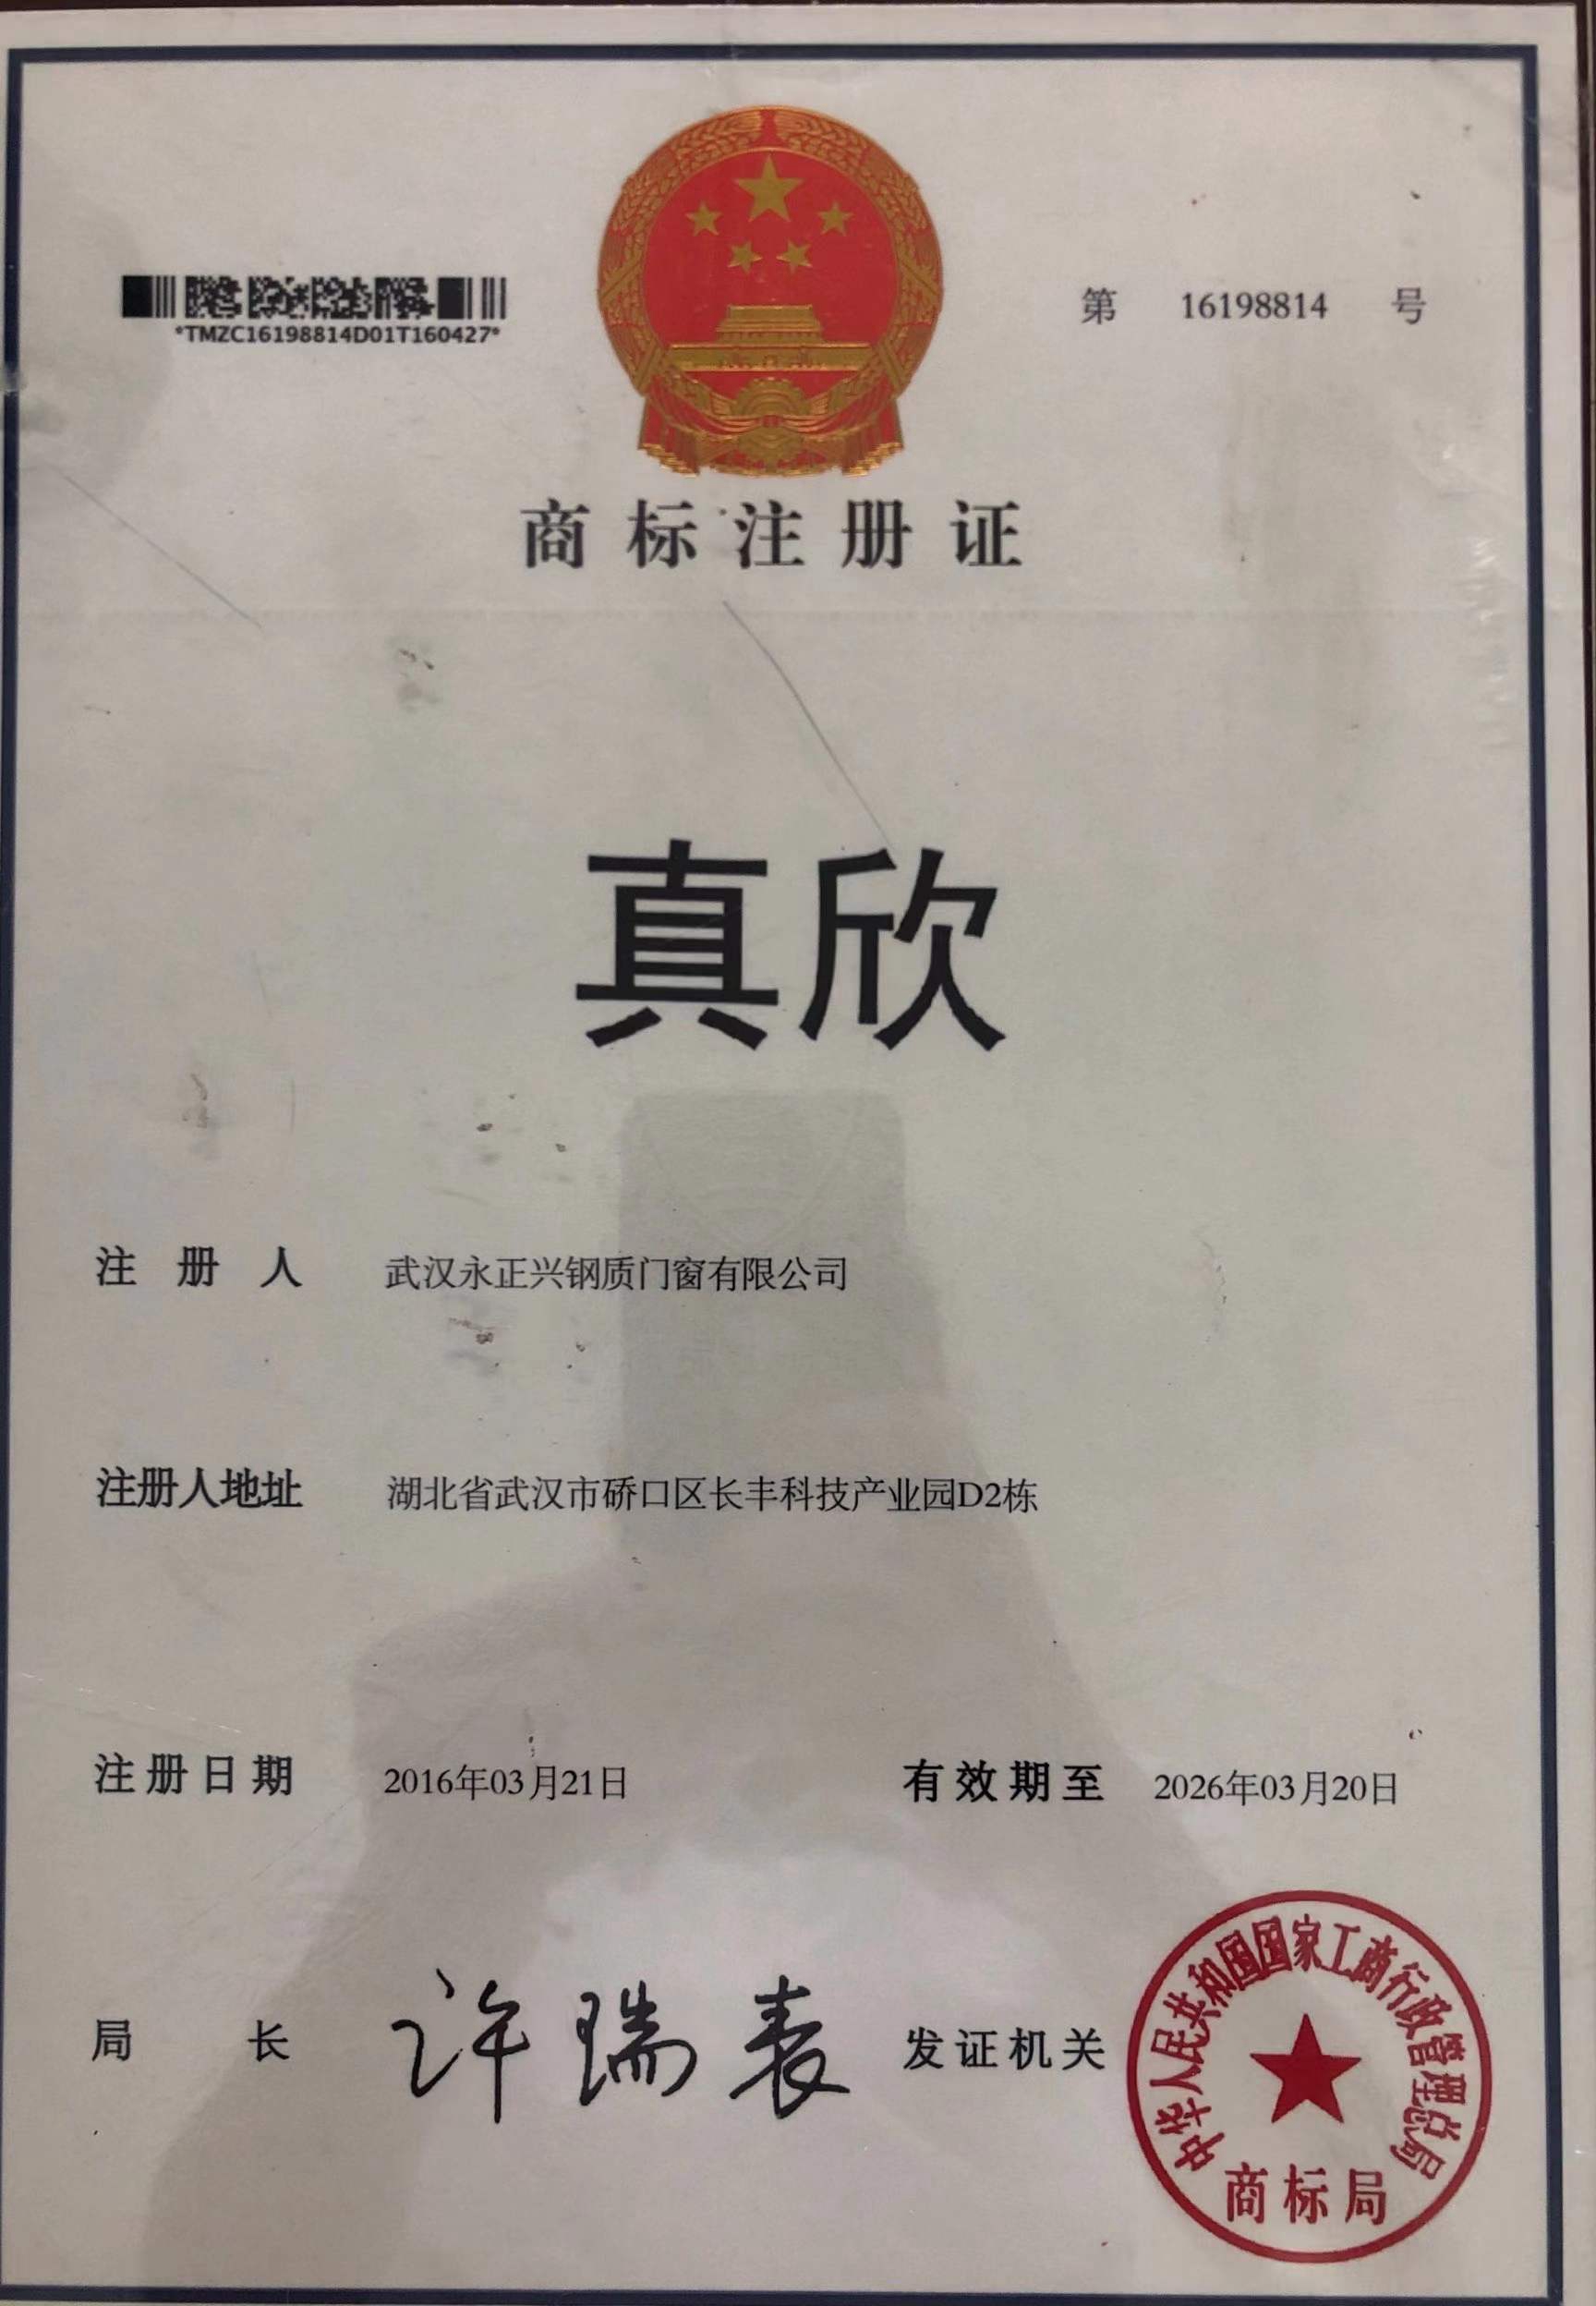 *TMZC16198814D01T160427*
第 16198814 号
商标注册证
真欣
注册人 武汉永正兴钢质门窗有限公司
注册人地址 湖北省武汉市硚口区长丰科技产业园D2栋
注册日期 2016年03月21日 有效期至 2026年03月20日
局长 许瑞表 发证机关
中华人民共和国国家工商行政管理总局
商标局